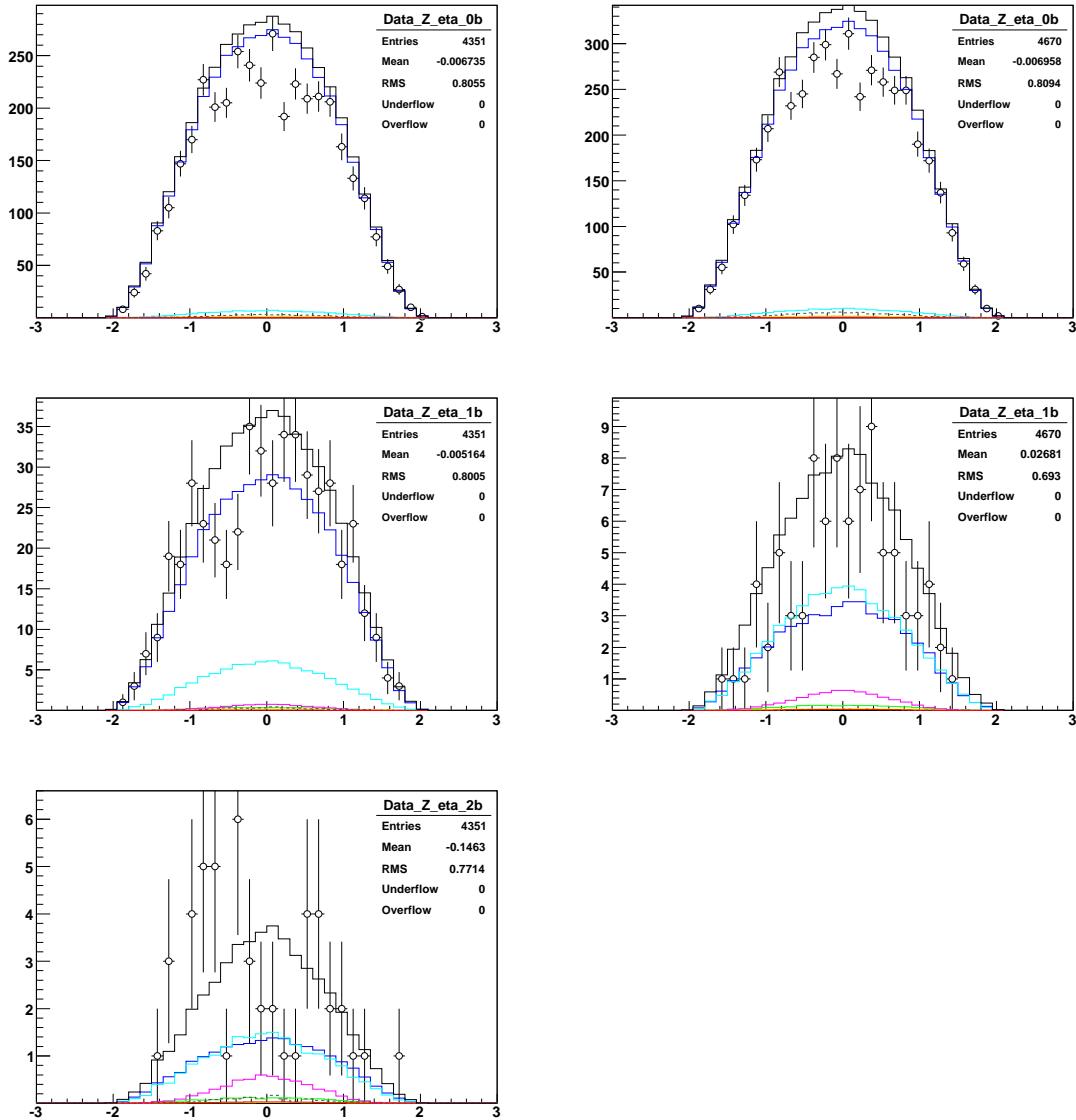 Data_Z_eta_0b
Entries 4351
Mean -0.006735
RMS 0.8055
Underflow 0
Overflow 0
250
200
150
100
50
-3 -2 -1 0 1 2 3
Data_Z_eta_0b
Entries 4670
Mean -0.006958
RMS 0.8094
Underflow 0
Overflow 0
300
250
200
150
100
50
-3 -2 -1 0 1 2 3
Data_Z_eta_1b
Entries 4351
Mean -0.005164
RMS 0.8005
Underflow 0
Overflow 0
35
30
25
20
15
10
5
-3 -2 -1 0 1 2 3
Data_Z_eta_1b
Entries 4670
Mean 0.02681
RMS 0.693
Underflow 0
Overflow 0
9
8
7
6
5
4
3
2
1
-3 -2 -1 0 1 2 3
Data_Z_eta_2b
Entries 4351
Mean -0.1463
RMS 0.7714
Underflow 0
Overflow 0
6
5
4
3
2
1
-3 -2 -1 0 1 2 3